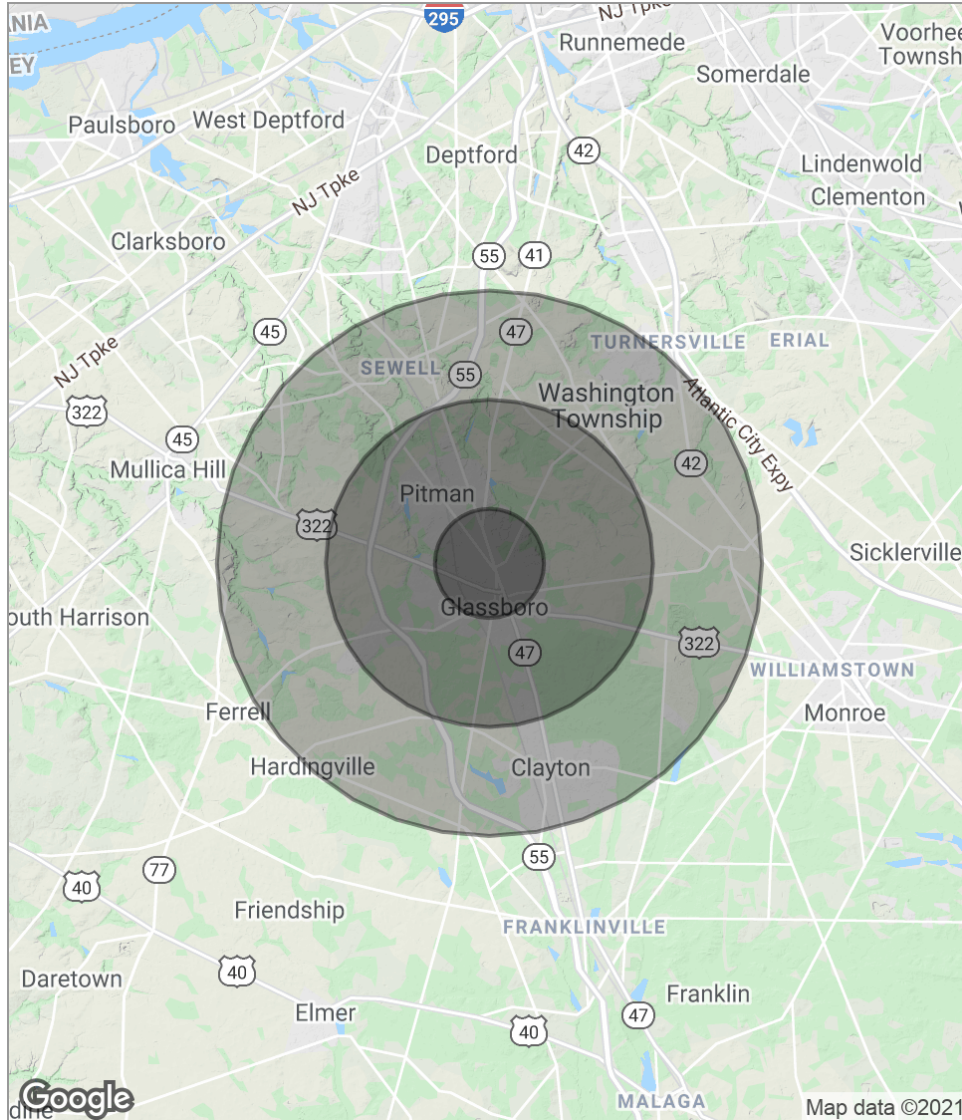 NJ Tpke
295
ANIA
EY
Runnemede
Voorhee
Townsh
Somerdale
Paulsboro
West Deptford
Deptford
42
Lindenwold
Clementon
NJ Tpke
Clarksboro
55
41
45
47
TURNERSVILLE
ERIAL
NJ Tpke
SEWELL
55
Washington
Township
Atlantic City Expy
322
45
Mullica Hill
42
Pitman
322
Sicklerville
Glassboro
outh Harrison
47
322
WILLIAMSTOWN
Ferrell
Monroe
Hardingville
Clayton
55
77
40
Friendship
FRANKLINVILLE
Daretown
40
Franklin
Elmer
47
40
MALAGA
Google
dine
Map data ©2021